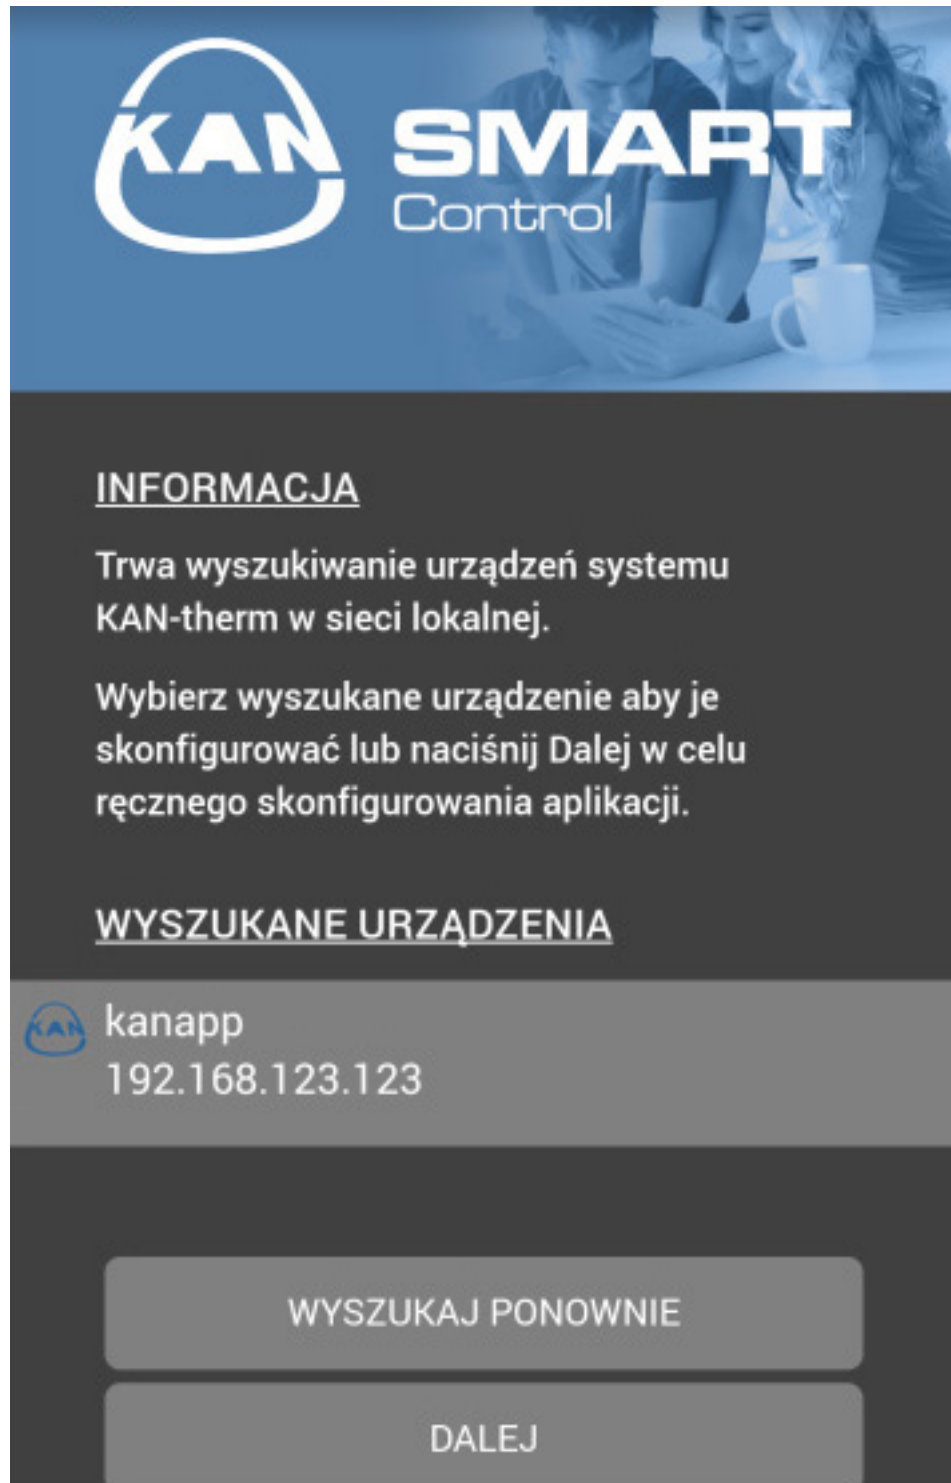 KAN
SMART
Control
INFORMACJA
Trwa wyszukiwanie urządzeń systemu
KAN-therm w sieci lokalnej.
Wybierz wyszukane urządzenie aby je
skonfigurować lub naciśnij Dalej w celu
ręcznego skonfigurowania aplikacji.
WYSZUKANE URZĄDZENIA
KAN
kanapp
192.168.123.123
WYSZUKAJ PONOWNIE
DALEJ